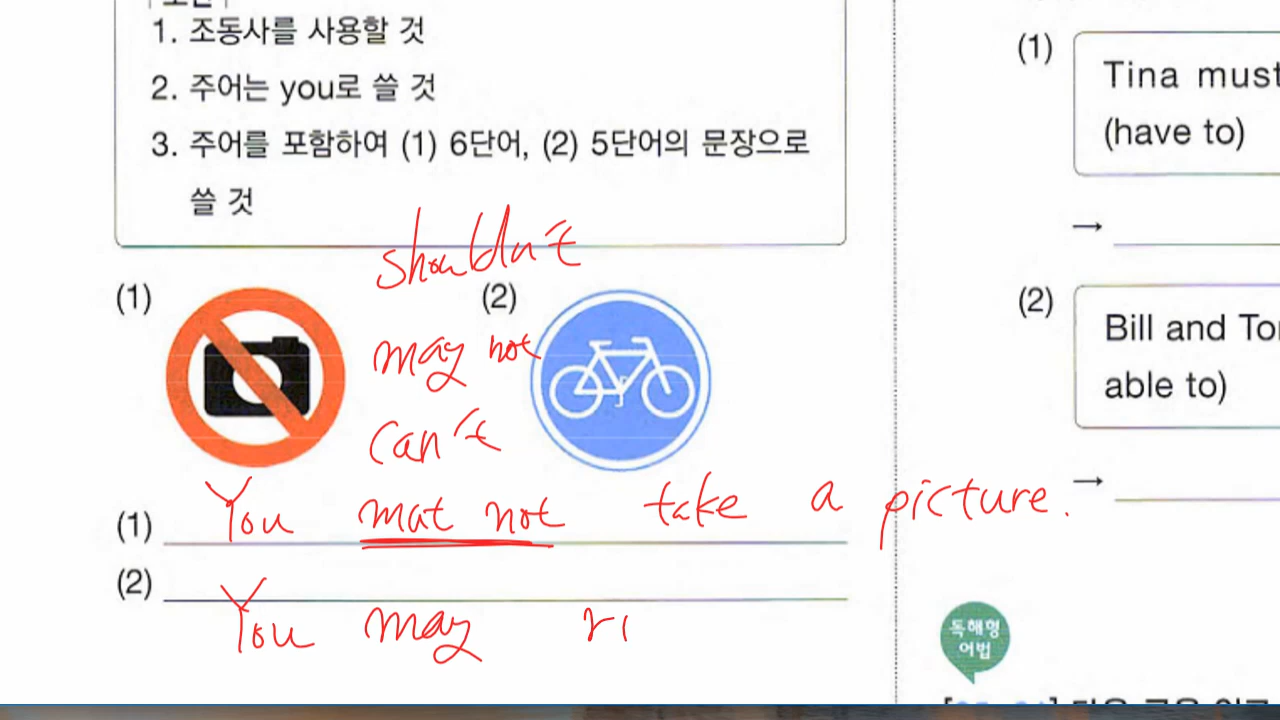 1. 조동사를 사용할 것
2. 주어는 you로 쓸 것
3. 주어를 포함하여 (1) 6단어, (2) 5단어의 문장으로
쓸 것
shouldn't
(1)
(2)
may not
can't
(1) You mat not take a picture.
(2) You may ri
(1)
Tina must
(have to)
→
(2)
Bill and To
able to)
→
독해형
어법